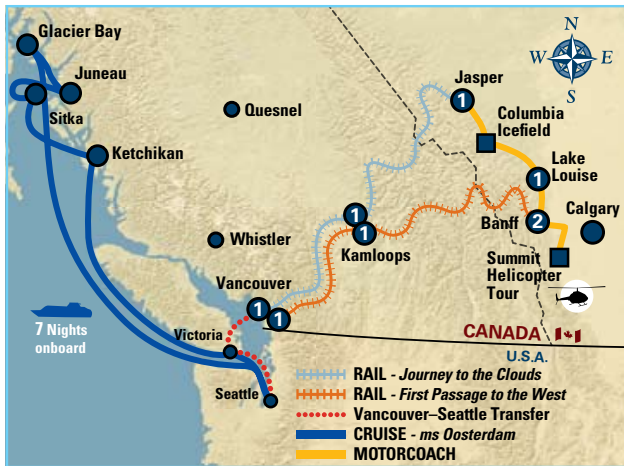 Glacier Bay
Juneau
Sitka
Ketchikan
Quesnel
Whistler
N
W E
S
Jasper
1
Columbia
Icefield
Lake
Louise
1
Banff
2
Calgary
Summit
Helicopter
Tour
1
1
Kamloops
Vancouver
1
1
Victoria
Seattle
7 Nights
onboard
CANADA
U.S.A.
RAIL - Journey to the Clouds
RAIL - First Passage to the West
Vancouver–Seattle Transfer
CRUISE - ms Oosterdam
MOTORCOACH